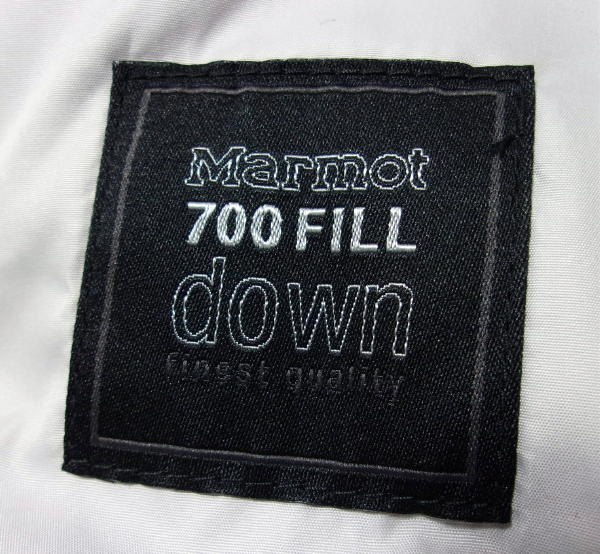 Marmot
700 FILL
down
finest quality